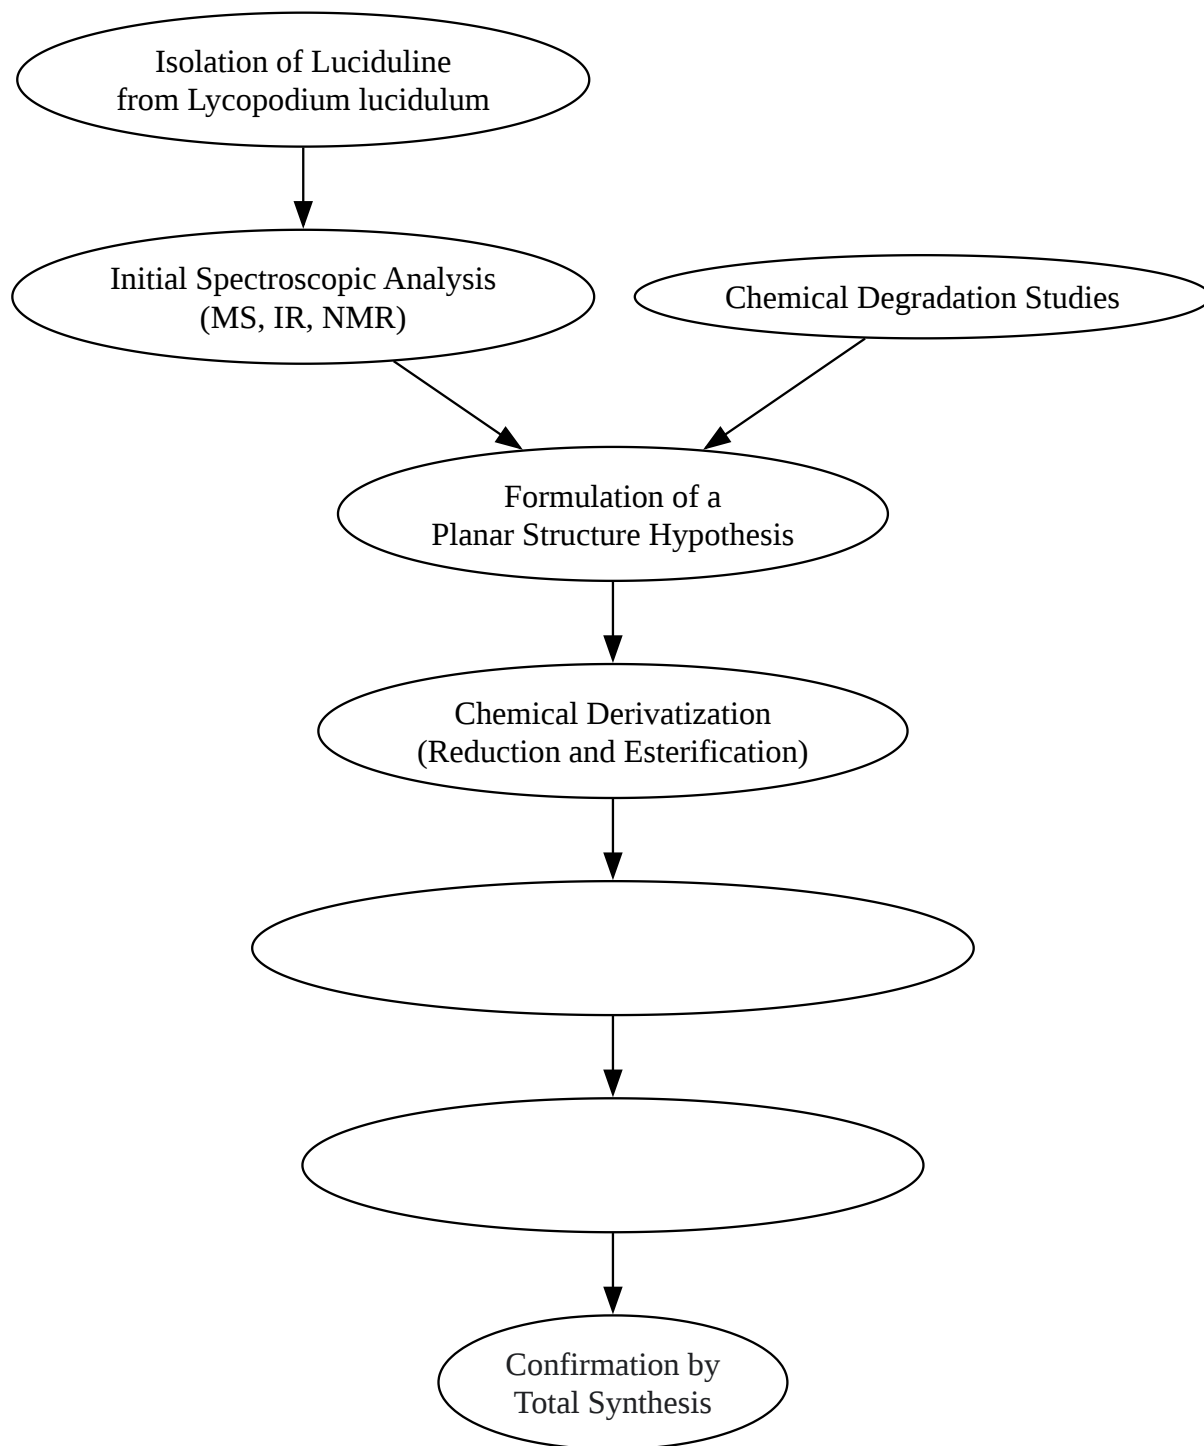 Isolation of Luciduline
from Lycopodium lucidulum
Initial Spectroscopic Analysis
(MS, IR, NMR)
Chemical Degradation Studies
Formulation of a
Planar Structure Hypothesis
Chemical Derivatization
(Reduction and Esterification)
Confirmation by
Total Synthesis